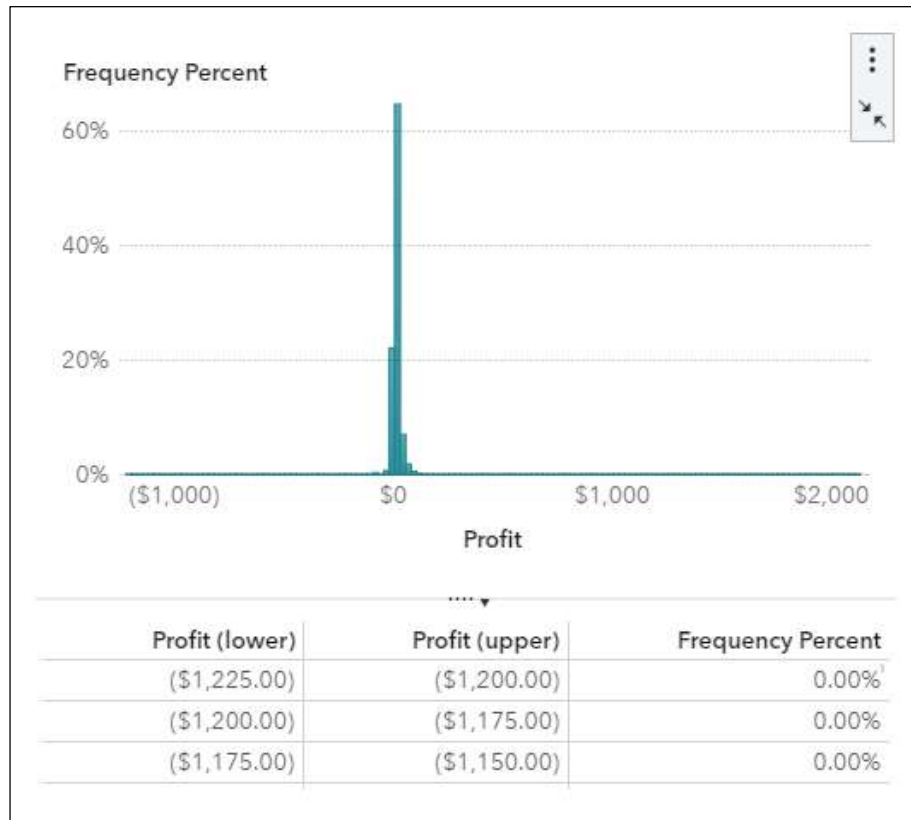 Frequency Percent
60%
40%
20%
0%
($1,000) $0 $1,000 $2,000
Profit
Profit (lower) Profit (upper) Frequency Percent
($1,225.00) ($1,200.00) 0.00%
($1,200.00) ($1,175.00) 0.00%
($1,175.00) ($1,150.00) 0.00%